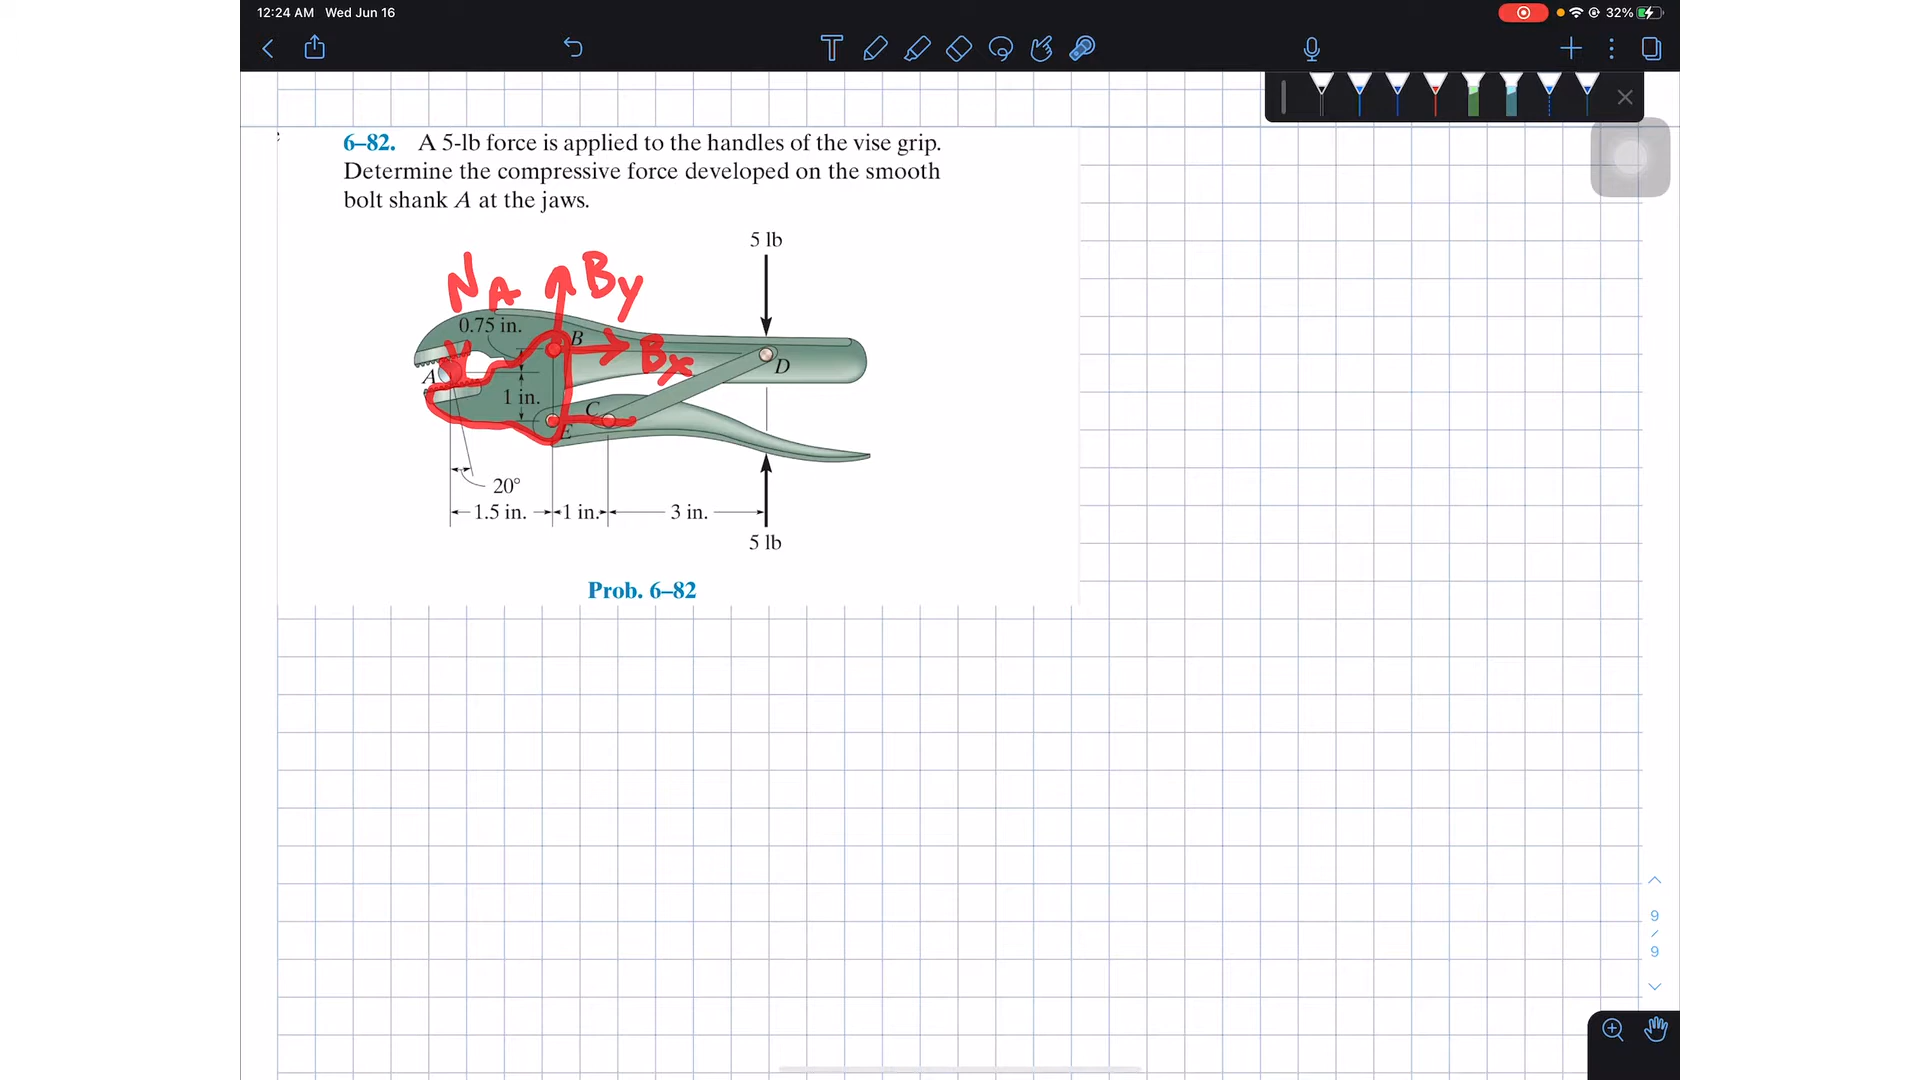 12:24 AM Wed Jun 16
32%
6–82. A 5-lb force is applied to the handles of the vise grip.
Determine the compressive force developed on the smooth
bolt shank A at the jaws.
5 lb
NA By
0.75 in.
B
Bx
D
A
1 in.
C
E
20°
1.5 in. 1 in. 3 in.
5 lb
Prob. 6–82
9
/
9